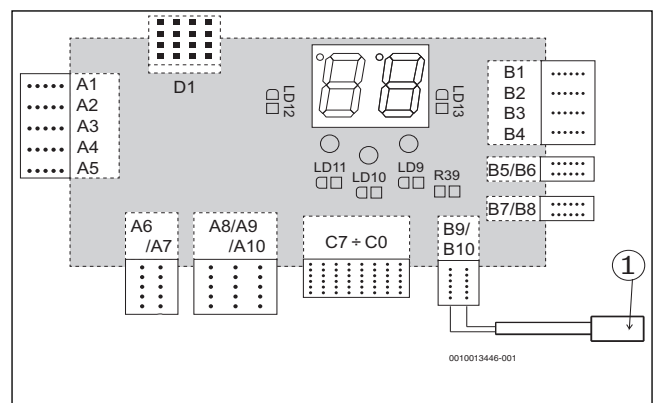 D1
A1
A2
A3
A4
A5
LD12
LD13
B1
B2
B3
B4
LD11
LD10
LD9
R39
B5/B6
B7/B8
A6
/A7
A8/A9
/A10
C7 ÷ C0
B9/
B10
1
0010013446-001